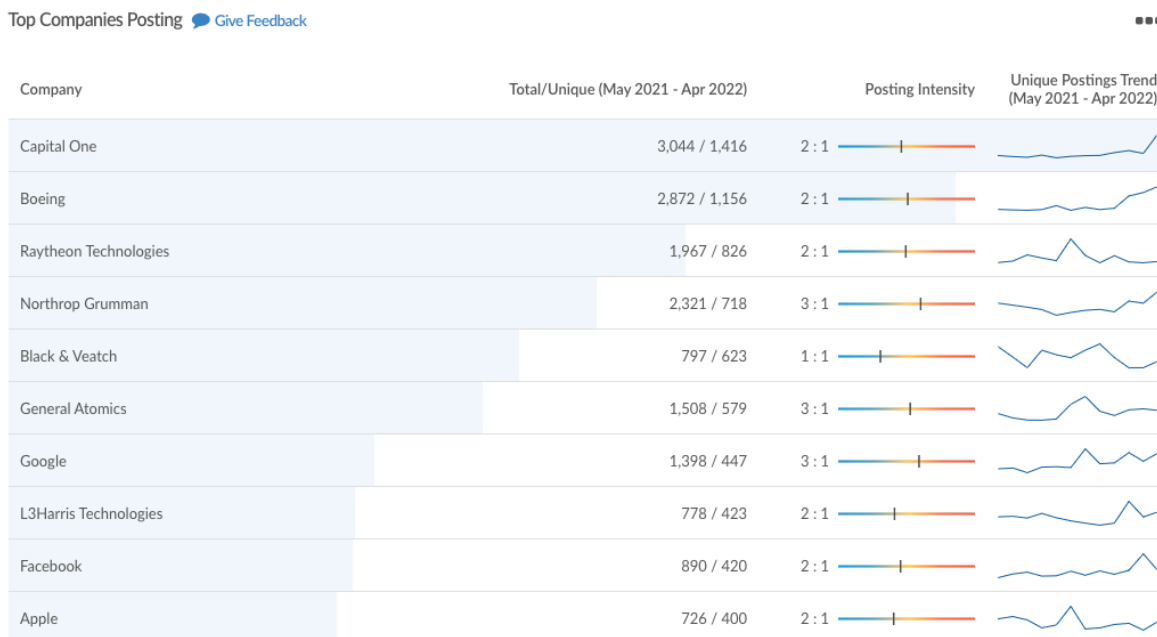 Top Companies Posting Give Feedback
Company Total/Unique (May 2021 - Apr 2022) Posting Intensity Unique Postings Trend
(May 2021 - Apr 2022)
Capital One 3,044 / 1,416 2 : 1
Boeing 2,872 / 1,156 2 : 1
Raytheon Technologies 1,967 / 826 2 : 1
Northrop Grumman 2,321 / 718 3 : 1
Black & Veatch 797 / 623 1 : 1
General Atomics 1,508 / 579 3 : 1
Google 1,398 / 447 3 : 1
L3Harris Technologies 778 / 423 2 : 1
Facebook 890 / 420 2 : 1
Apple 726 / 400 2 : 1